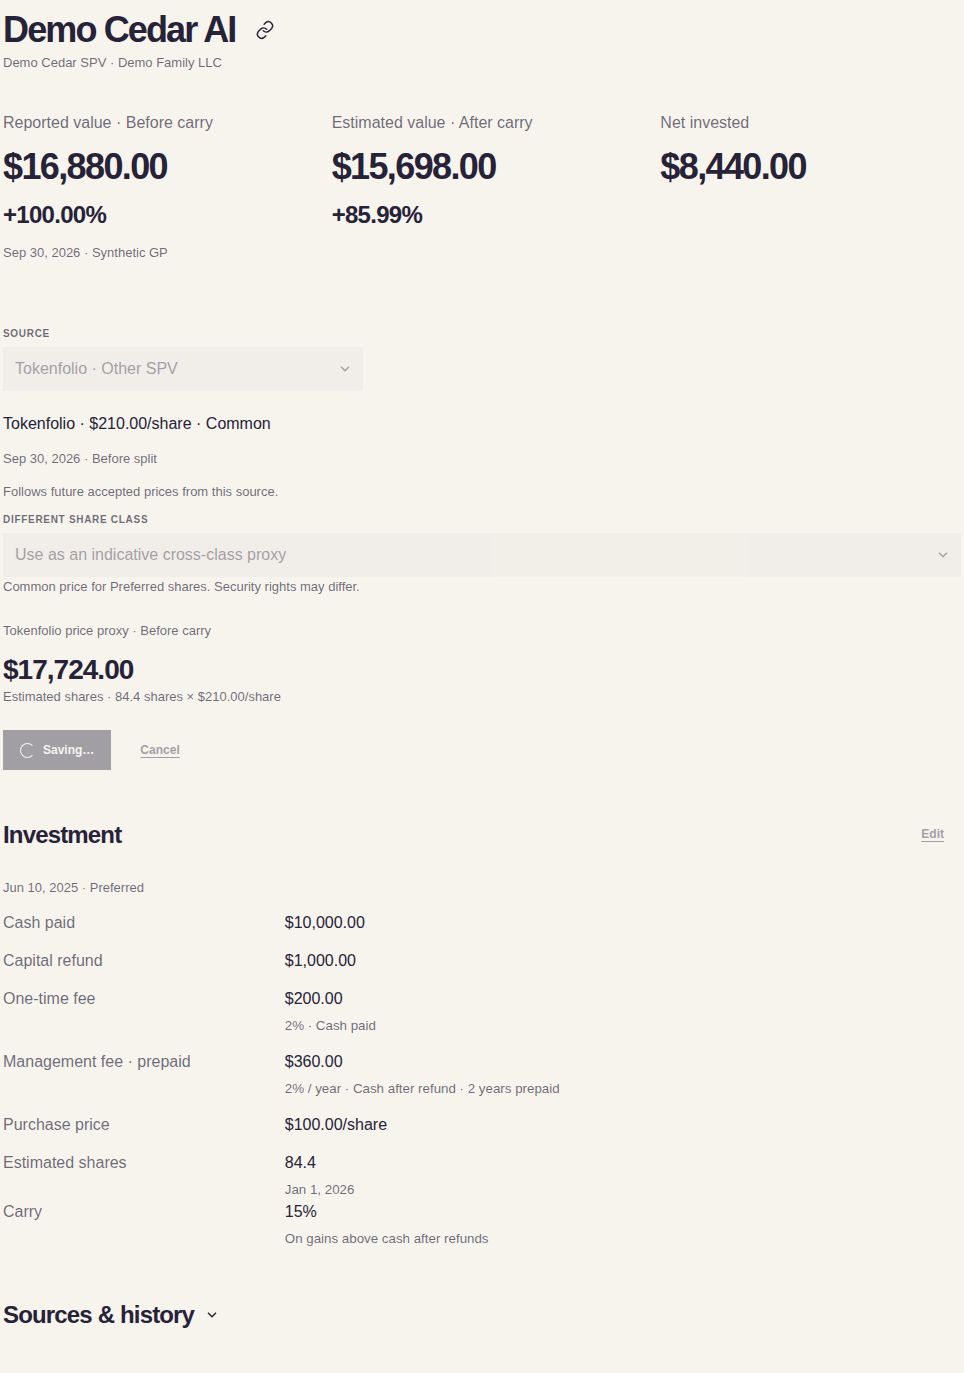 Demo Cedar AI
Demo Cedar SPV · Demo Family LLC
Reported value · Before carry
$16,880.00
+100.00%
Sep 30, 2026 · Synthetic GP
Estimated value · After carry
$15,698.00
+85.99%
Net invested
$8,440.00
SOURCE
Tokenfolio · Other SPV
Tokenfolio · $210.00/share · Common
Sep 30, 2026 · Before split
Follows future accepted prices from this source.
DIFFERENT SHARE CLASS
Use as an indicative cross-class proxy
Common price for Preferred shares. Security rights may differ.
Tokenfolio price proxy · Before carry
$17,724.00
Estimated shares · 84.4 shares × $210.00/share
Saving…
Cancel
Investment
Edit
Jun 10, 2025 · Preferred
Cash paid
$10,000.00
Capital refund
$1,000.00
One-time fee
$200.00
2% · Cash paid
Management fee · prepaid
$360.00
2% / year · Cash after refund · 2 years prepaid
Purchase price
$100.00/share
Estimated shares
84.4
Jan 1, 2026
Carry
15%
On gains above cash after refunds
Sources & history